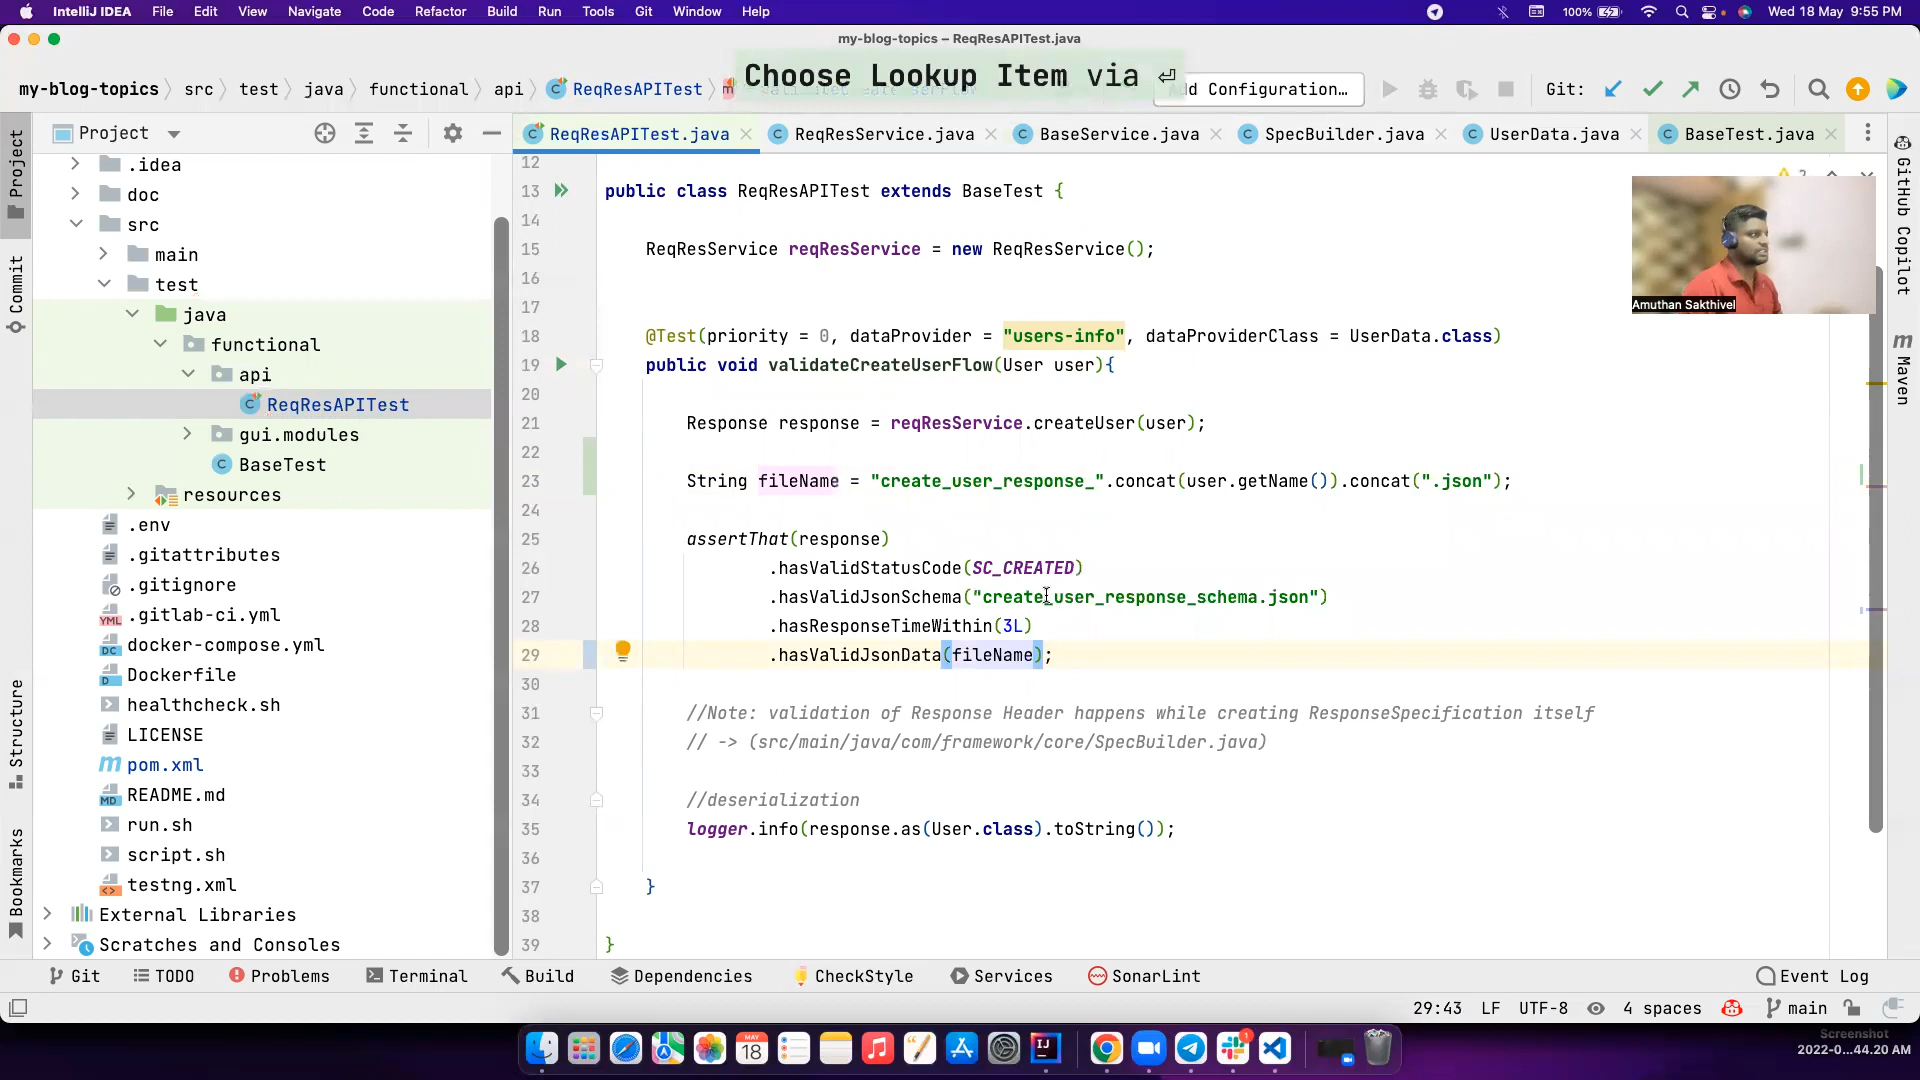 IntelliJ IDEA File Edit View Navigate Code Refactor Build Run Tools Git Window Help 100% Wed 18 May 9:55 PM
my-blog-topics – ReqResAPITest.java
Choose Lookup Item via ⏎
my-blog-topics src test java functional api ReqResAPITest Add Configuration... Git:
Project ReqResAPITest.java ReqResService.java BaseService.java SpecBuilder.java UserData.java BaseTest.java
.idea
doc
src
main
test
java
functional
api
ReqResAPITest
gui.modules
BaseTest
resources
.env
.gitattributes
.gitignore
.gitlab-ci.yml
docker-compose.yml
Dockerfile
healthcheck.sh
LICENSE
pom.xml
README.md
run.sh
script.sh
testng.xml
External Libraries
Scratches and Consoles
Project
Commit
Structure
Bookmarks
12
13 public class ReqResAPITest extends BaseTest {
14
15 ReqResService reqResService = new ReqResService();
16
17
18 @Test(priority = 0, dataProvider = "users-info", dataProviderClass = UserData.class)
19 public void validateCreateUserFlow(User user){
20
21 Response response = reqResService.createUser(user);
22
23 String fileName = "create_user_response_".concat(user.getName()).concat(".json");
24
25 assertThat(response)
26 .hasValidStatusCode(SC_CREATED)
27 .hasValidJsonSchema("create_user_response_schema.json")
28 .hasResponseTimeWithin(3L)
29 .hasValidJsonData(fileName);
30
31 //Note: validation of Response Header happens while creating ResponseSpecification itself
32 // -> (src/main/java/com/framework/core/SpecBuilder.java)
33
34 //deserialization
35 logger.info(response.as(User.class).toString());
36
37 }
38
39 }
Amuthan Sakthivel
GitHub Copilot
Maven
Git TODO Problems Terminal Build Dependencies CheckStyle Services SonarLint Event Log
29:43 LF UTF-8 4 spaces main
MAY
18
Screenshot
2022-0...44.20 AM